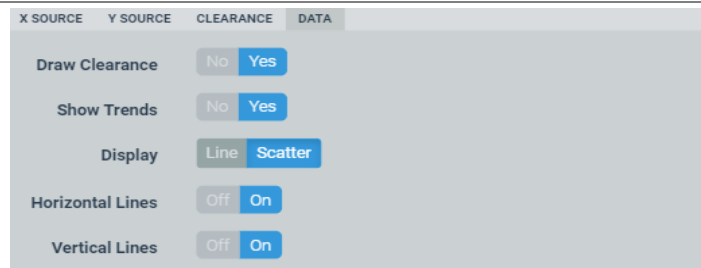 X SOURCE Y SOURCE CLEARANCE DATA
Draw Clearance No Yes
Show Trends No Yes
Display Line Scatter
Horizontal Lines Off On
Vertical Lines Off On